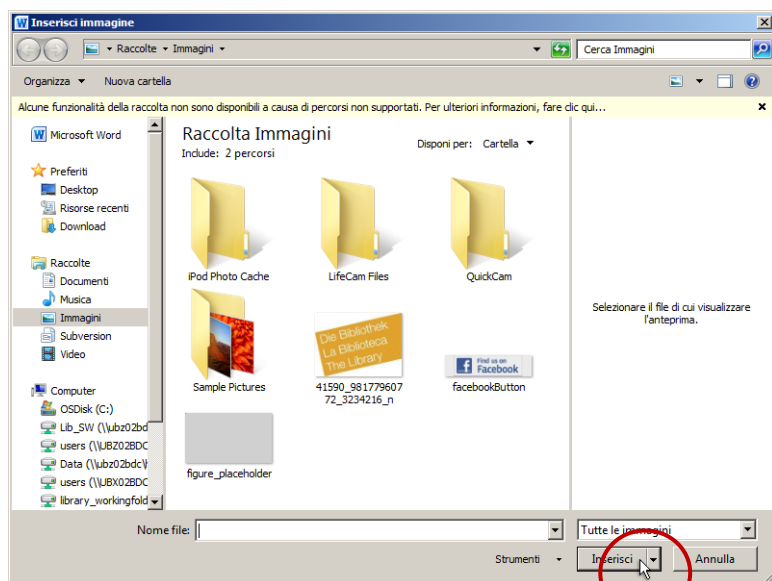 Inserisci immagine
Raccolte Immagini
Cerca Immagini
Organizza Nuova cartella
Alcune funzionalità della raccolta non sono disponibili a causa di percorsi non supportati. Per ulteriori informazioni, fare clic qui...
Microsoft Word
Preferiti
Desktop
Risorse recenti
Download
Raccolte
Documenti
Musica
Immagini
Subversion
Video
Computer
OSDisk (C:)
Lib_SW (\\ubz02bd
users (\\UBZ02BDC
Data (\\ubz02bdc\
users (\\UBX02BDC
library_workingfold
Raccolta Immagini
Include: 2 percorsi
Disponi per: Cartella
iPod Photo Cache
LifeCam Files
QuickCam
Die Bibliothek
La Biblioteca
The Library
Find us on
Facebook
Sample Pictures
41590_981779607
72_3234216_n
facebookButton
figure_placeholder
Selezionare il file di cui visualizzare
l'anteprima.
Nome file:
Tutte le immagini
Strumenti
Inserisci
Annulla